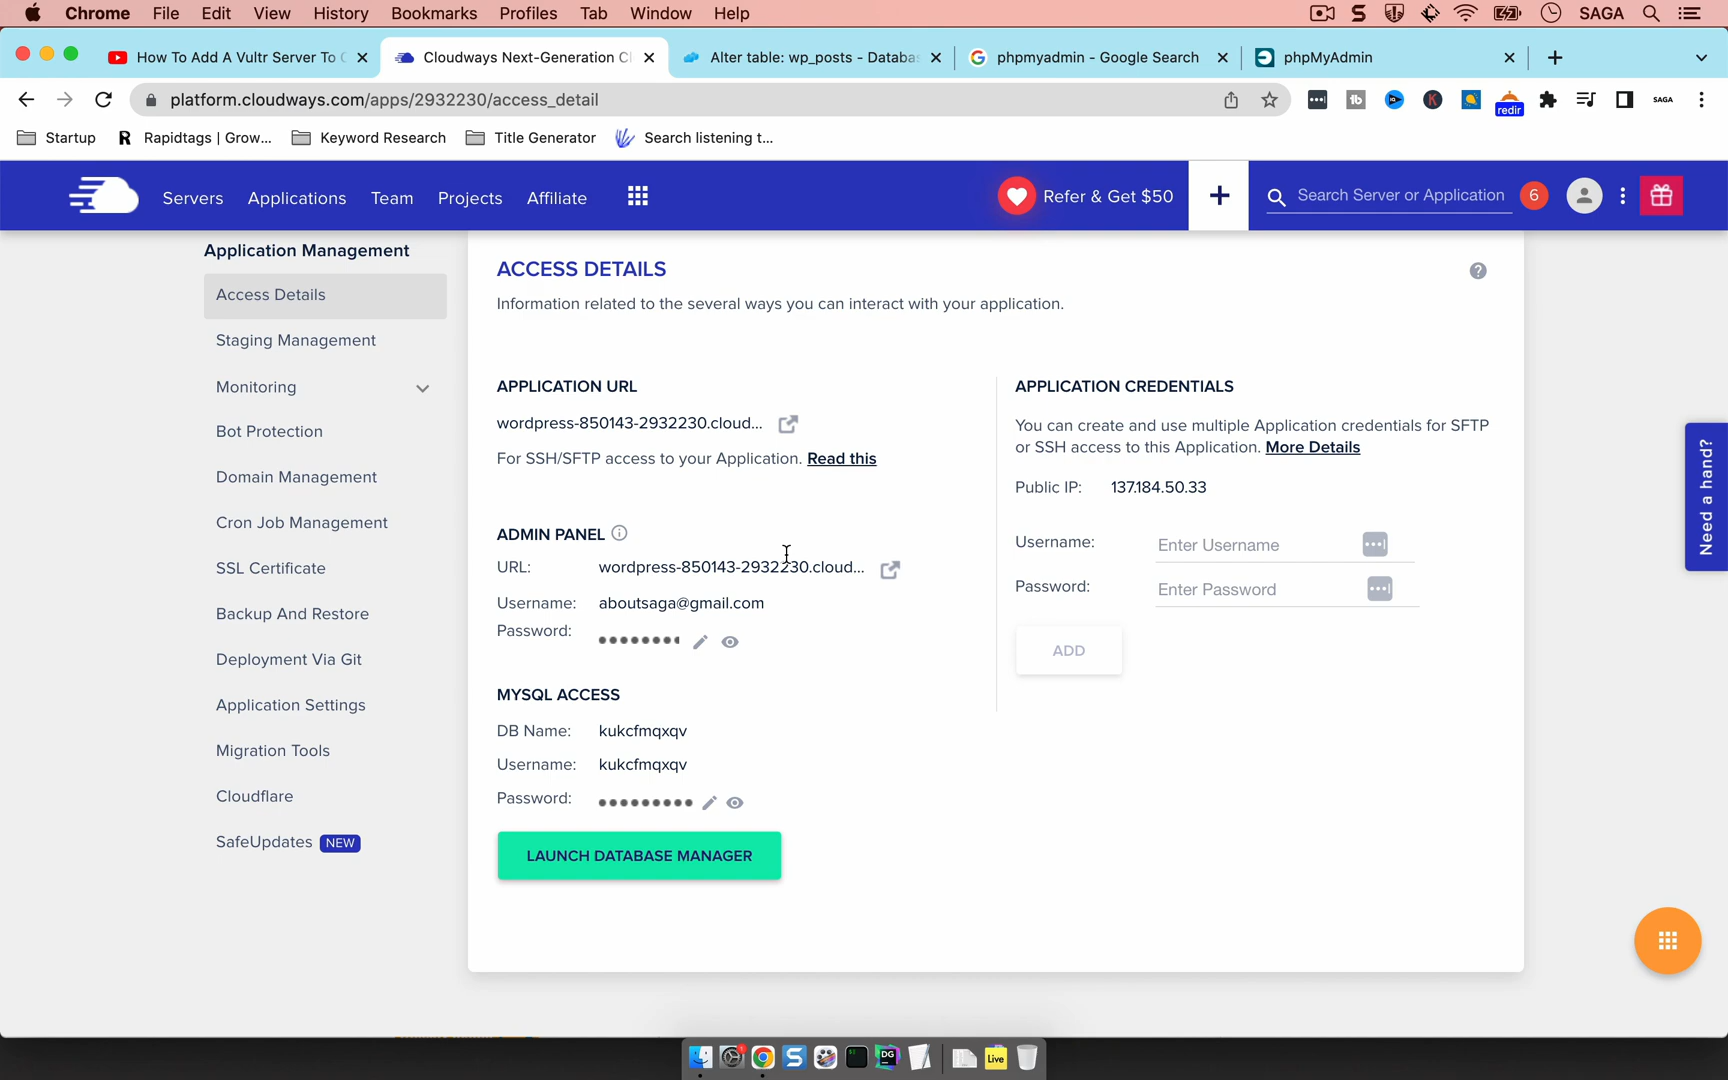 Chrome File Edit View History Bookmarks Profiles Tab Window Help SAGA
How To Add A Vultr Server To C Cloudways Next-Generation Cl Alter table: wp_posts - Databas phpmyadmin - Google Search phpMyAdmin
platform.cloudways.com/apps/2932230/access_detail
redir
SAGA
Startup Rapidtags | Grow... Keyword Research Title Generator Search listening t...
Servers Applications Team Projects Affiliate Refer & Get $50 + Search Server or Application 6
Application Management
Access Details
Staging Management
Monitoring
Bot Protection
Domain Management
Cron Job Management
SSL Certificate
Backup And Restore
Deployment Via Git
Application Settings
Migration Tools
Cloudflare
SafeUpdates NEW
ACCESS DETAILS
Information related to the several ways you can interact with your application.
APPLICATION URL
wordpress-850143-2932230.cloud...
For SSH/SFTP access to your Application. Read this
ADMIN PANEL
URL: wordpress-850143-2932230.cloud...
Username: aboutsaga@gmail.com
Password:
MYSQL ACCESS
DB Name: kukcfmqxqv
Username: kukcfmqxqv
Password:
LAUNCH DATABASE MANAGER
APPLICATION CREDENTIALS
You can create and use multiple Application credentials for SFTP
or SSH access to this Application. More Details
Public IP: 137.184.50.33
Username: Enter Username
Password: Enter Password
ADD
Need a hand?
DG
Live